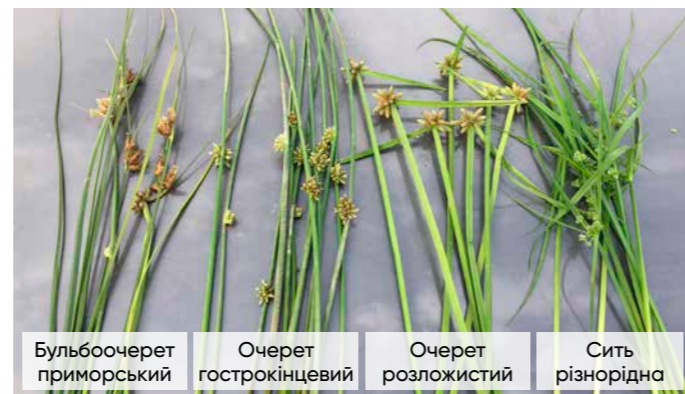 Бульбоочерет
приморський
Очерет
гострокінцевий
Очерет
розложистий
Сить
різнорідна